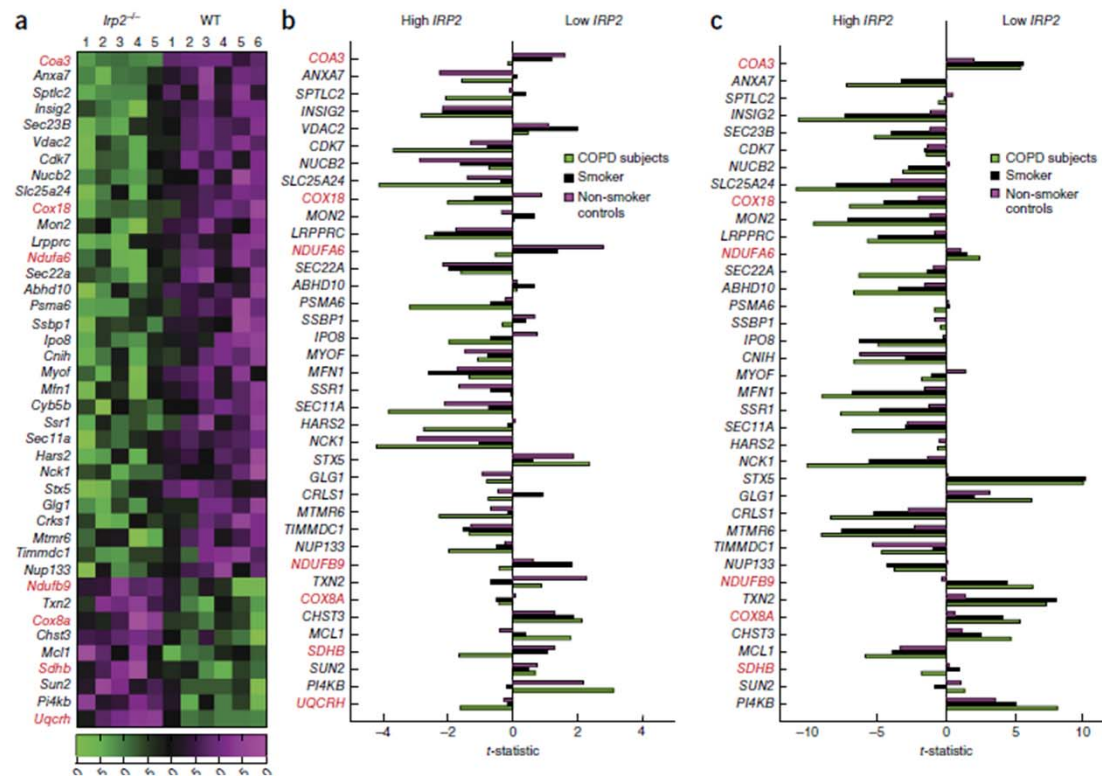 a
Irp2–/– WT
1 2 3 4 5 1 2 3 4 5 6
Coa3
Anxa7
Sptlc2
Insig2
Sec23B
Vdac2
Cdk7
Nucb2
Slc25a24
Cox18
Mon2
Lrpprc
Ndufa6
Sec22a
Abhd10
Psma6
Ssbp1
Ipo8
Cnih
Myof
Mfn1
Cyb5b
Ssr1
Sec11a
Hars2
Nck1
Stx5
Glg1
Crks1
Mtmr6
Timmdc1
Nup133
Ndufb9
Txn2
Cox8a
Chst3
Mcl1
Sdhb
Sun2
Pi4kb
Uqcrh
b
High IRP2 Low IRP2
COA3
ANXA7
SPTLC2
INSIG2
VDAC2
CDK7
NUCB2
SLC25A24
COX18
MON2
LRPPRC
NDUFA6
SEC22A
ABHD10
PSMA6
SSBP1
IPO8
MYOF
MFN1
SSR1
SEC11A
HARS2
NCK1
STX5
GLG1
CRLS1
MTMR6
TIMMDC1
NUP133
NDUFB9
TXN2
COX8A
CHST3
MCL1
SDHB
SUN2
PI4KB
UQCRH
COPD subjects
Smoker
Non-smoker
controls
–4 –2 0 2 4
t-statistic
c
High IRP2 Low IRP2
COA3
ANXA7
SPTLC2
INSIG2
SEC23B
CDK7
NUCB2
SLC25A24
COX18
MON2
LRPPRC
NDUFA6
SEC22A
ABHD10
PSMA6
SSBP1
IPO8
CNIH
MYOF
MFN1
SSR1
SEC11A
HARS2
NCK1
STX5
GLG1
CRLS1
MTMR6
TIMMDC1
NUP133
NDUFB9
TXN2
COX8A
CHST3
MCL1
SDHB
SUN2
PI4KB
COPD subjects
Smoker
Non-smoker
controls
–10 –5 0 5 10
t-statistic